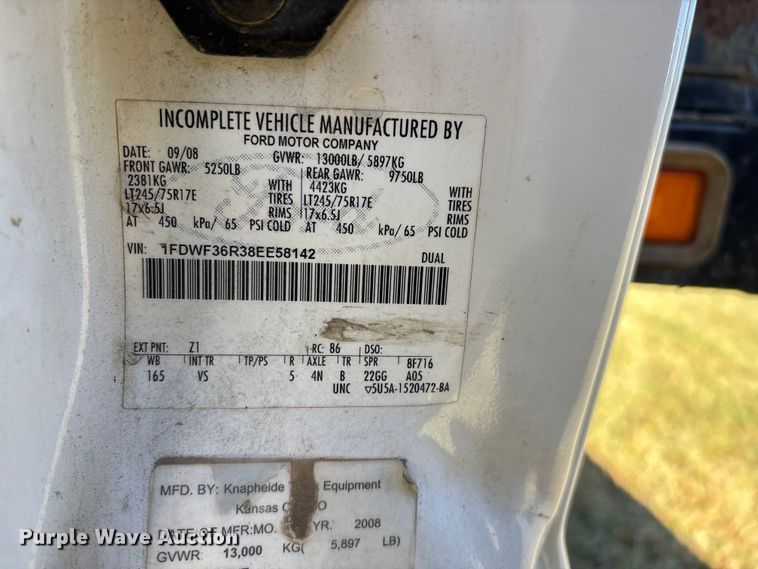 INCOMPLETE VEHICLE MANUFACTURED BY
FORD MOTOR COMPANY
DATE: 09/08 GVWR: 13000LB/ 5897KG
FRONT GAWR: 5250LB REAR GAWR: 9750LB
2381KG WITH 4423KG WITH
LT245/75R17E TIRES LT245/75R17E TIRES
17x6.5J RIMS 17x6.5J RIMS
AT 450 kPa/ 65 PSI COLD AT 450 kPa/ 65 PSI COLD
VIN: 1FDWF36R38EE58142 DUAL
EXT PNT: Z1 RC: 86 DSO:
WB INT TR TP/PS R AXLE TR SPR 8F716
165 VS 5 4N B 22GG A05
UNC ▽5U5A-1520472-BA
MFD. BY: Knapheide Equipment
Kansas
DATE OF MFR:MO. YR. 2008
GVWR: 13,000 KG( 5,897 LB)
Purple Wave Auction